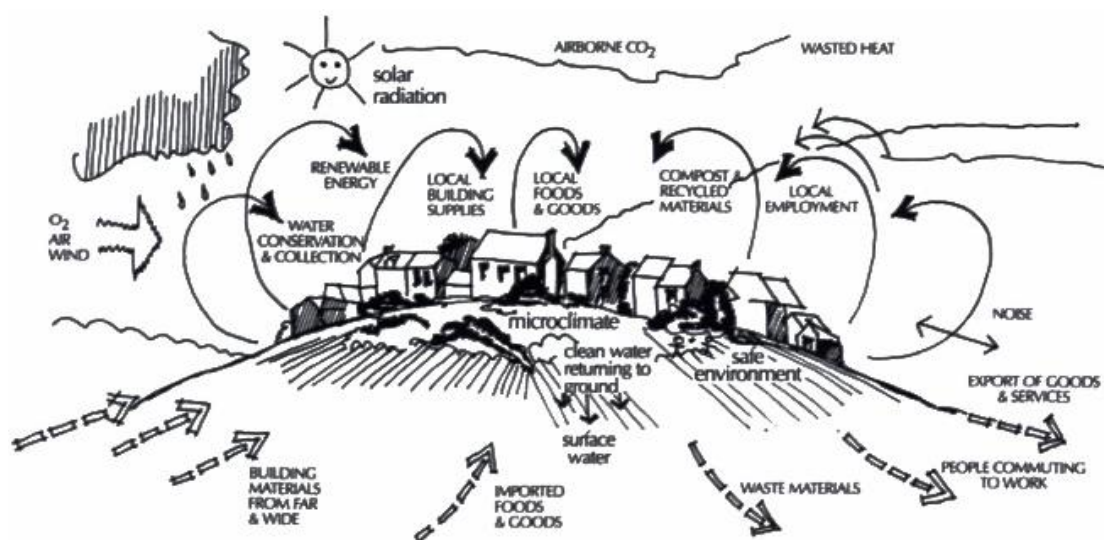 AIRBORNE CO₂
WASTED HEAT
solar
radiation
RENEWABLE
ENERGY
LOCAL
BUILDING
SUPPLIES
LOCAL
FOODS
& GOODS
COMPOST &
RECYCLED
MATERIALS
LOCAL
EMPLOYMENT
O₂
AIR
WIND
WATER
CONSERVATION
& COLLECTION
microclimate
NOISE
clean water
returning to
ground
safe
environment
EXPORT OF GOODS
& SERVICES
surface
water
PEOPLE COMMUTING
TO WORK
BUILDING
MATERIALS
FROM FAR
& WIDE
IMPORTED
FOODS
& GOODS
WASTE MATERIALS